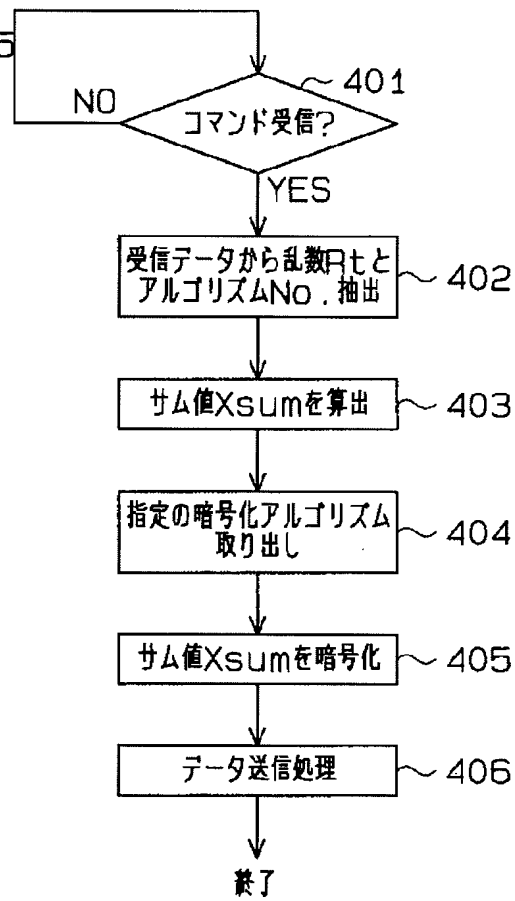 5
401
NO
コマンド受信?
YES
受信データから乱数Rtと
アルゴリズムNo.抽出
402
サム値Xsumを算出
403
指定の暗号化アルゴリズム
取り出し
404
サム値Xsumを暗号化
405
データ送信処理
406
終了